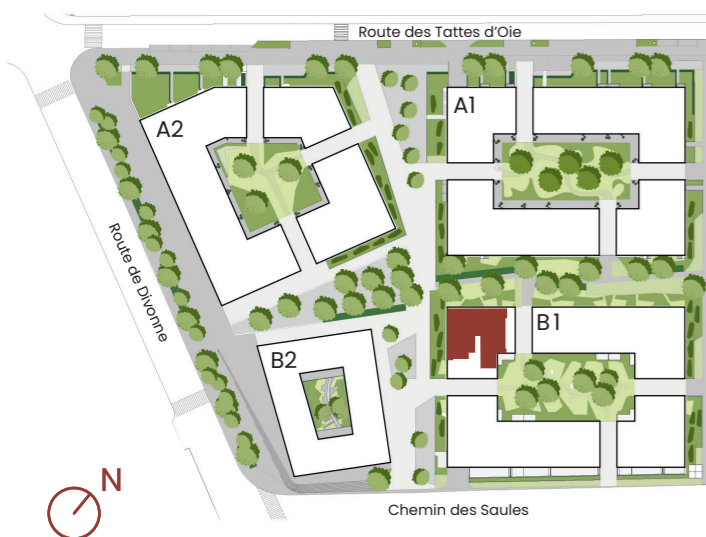 Route des Tattes d'Oie
A2
A1
Route de Divonne
B1
B2
N
Chemin des Saules